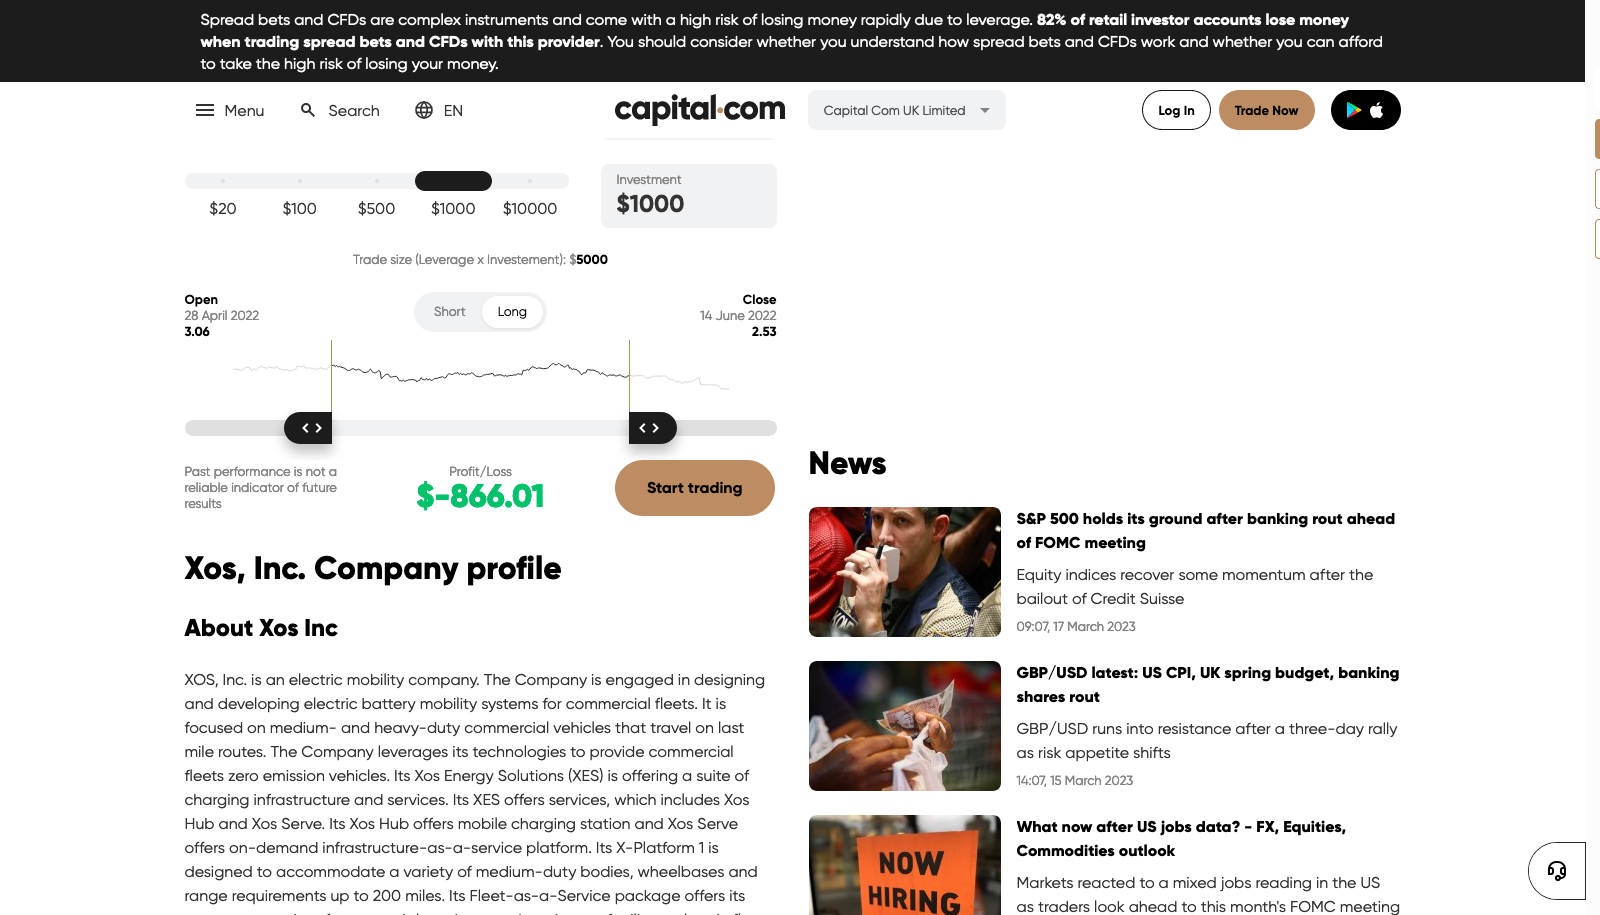 Spread bets and CFDs are complex instruments and come with a high risk of losing money rapidly due to leverage. 82% of retail investor accounts lose money
when trading spread bets and CFDs with this provider. You should consider whether you understand how spread bets and CFDs work and whether you can afford
to take the high risk of losing your money.
Menu
Search
EN
capital.com
Capital Com UK Limited
Log In
Trade Now
$20
$100
$500
$1000
$10000
Investment
$1000
Trade size (Leverage x Investement): $5000
Open
28 April 2022
3.06
Short
Long
Close
14 June 2022
2.53
Past performance is not a
reliable indicator of future
results
Profit/Loss
$-866.01
Start trading
Xos, Inc. Company profile
About Xos Inc
XOS, Inc. is an electric mobility company. The Company is engaged in designing
and developing electric battery mobility systems for commercial fleets. It is
focused on medium- and heavy-duty commercial vehicles that travel on last
mile routes. The Company leverages its technologies to provide commercial
fleets zero emission vehicles. Its Xos Energy Solutions (XES) is offering a suite of
charging infrastructure and services. Its XES offers services, which includes Xos
Hub and Xos Serve. Its Xos Hub offers mobile charging station and Xos Serve
offers on-demand infrastructure-as-a-service platform. Its X-Platform 1 is
designed to accommodate a variety of medium-duty bodies, wheelbases and
range requirements up to 200 miles. Its Fleet-as-a-Service package offers its
News
S&P 500 holds its ground after banking rout ahead
of FOMC meeting
Equity indices recover some momentum after the
bailout of Credit Suisse
09:07, 17 March 2023
GBP/USD latest: US CPI, UK spring budget, banking
shares rout
GBP/USD runs into resistance after a three-day rally
as risk appetite shifts
14:07, 15 March 2023
NOW
HIRING
What now after US jobs data? - FX, Equities,
Commodities outlook
Markets reacted to a mixed jobs reading in the US
as traders look ahead to this month's FOMC meeting